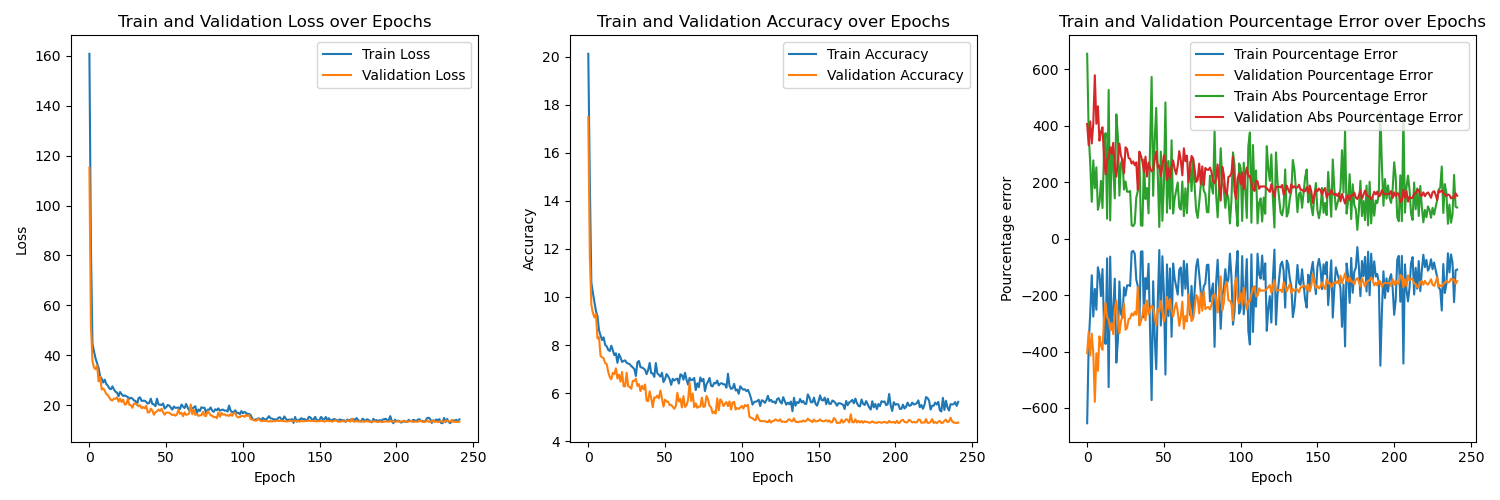 Train and Validation Loss over Epochs
Train Loss
Validation Loss
160
140
120
100
80
60
40
20
Loss
0
50
100
150
200
250
Epoch
Train and Validation Accuracy over Epochs
Train Accuracy
Validation Accuracy
20
18
16
14
12
10
8
6
4
Accuracy
0
50
100
150
200
250
Epoch
Train and Validation Pourcentage Error over Epochs
Train Pourcentage Error
Validation Pourcentage Error
Train Abs Pourcentage Error
Validation Abs Pourcentage Error
600
400
200
0
−200
−400
−600
Pourcentage error
0
50
100
150
200
250
Epoch